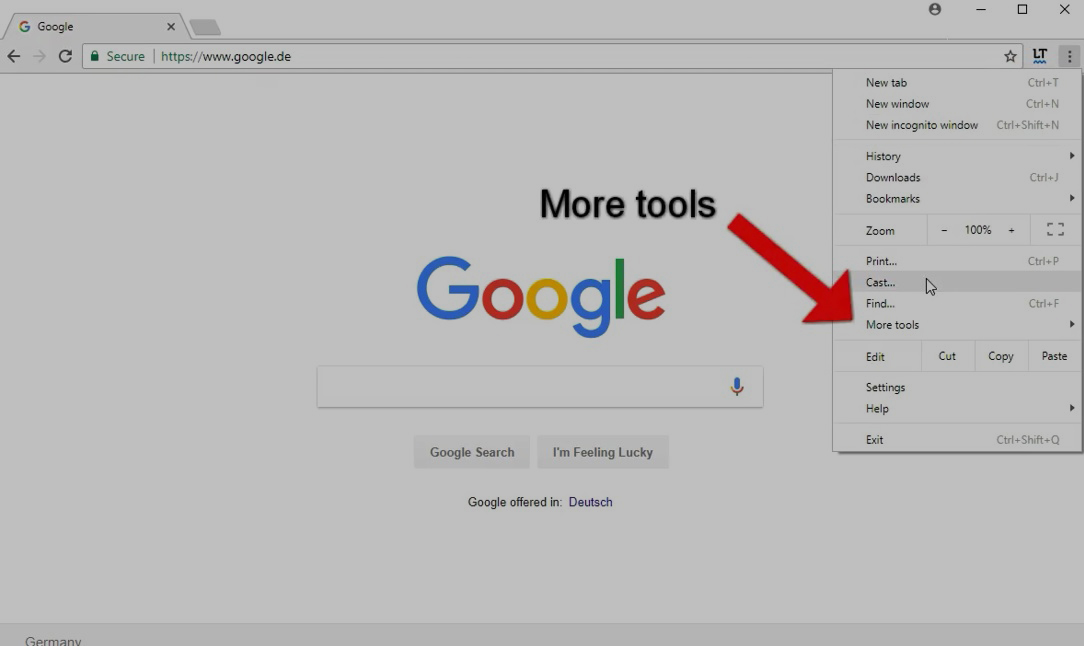 Google
Secure
https://www.google.de
LT
New tab Ctrl+T
New window Ctrl+N
New incognito window Ctrl+Shift+N
History
Downloads Ctrl+J
Bookmarks
Zoom - 100% +
Print... Ctrl+P
Cast...
Find... Ctrl+F
More tools
Edit Cut Copy Paste
Settings
Help
Exit Ctrl+Shift+Q
More tools
Google
Google Search I'm Feeling Lucky
Google offered in: Deutsch
Germany